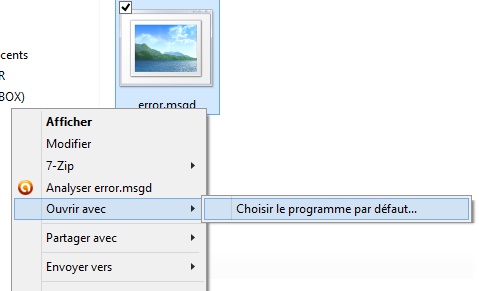 cents
R
BOX)
error.msgd
Afficher
Modifier
7-Zip
Analyser error.msgd
Ouvrir avec
Choisir le programme par défaut...
Partager avec
Envoyer vers